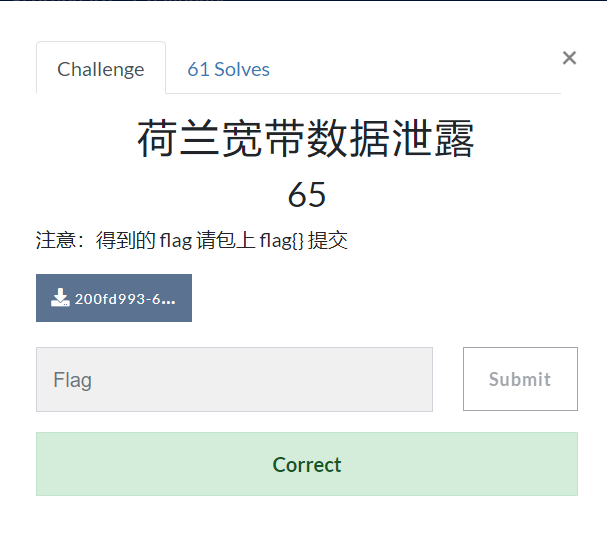 Challenge
61 Solves
×
荷兰宽带数据泄露
65
注意：得到的 flag 请包上 flag{} 提交
200fd993-6...
Flag
Submit
Correct